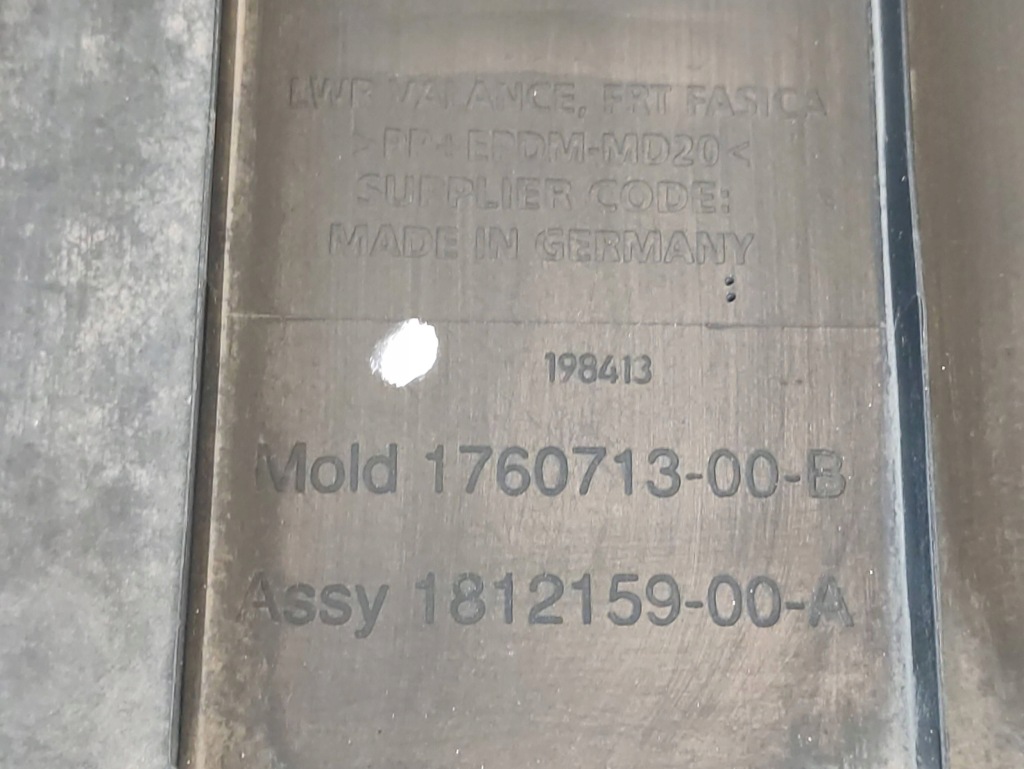 LWR VALANCE, FRT FASICA
>PP+EPDM-MD20<
SUPPLIER CODE:
MADE IN GERMANY
198413
Mold 1760713-00-B
Assy 1812159-00-A